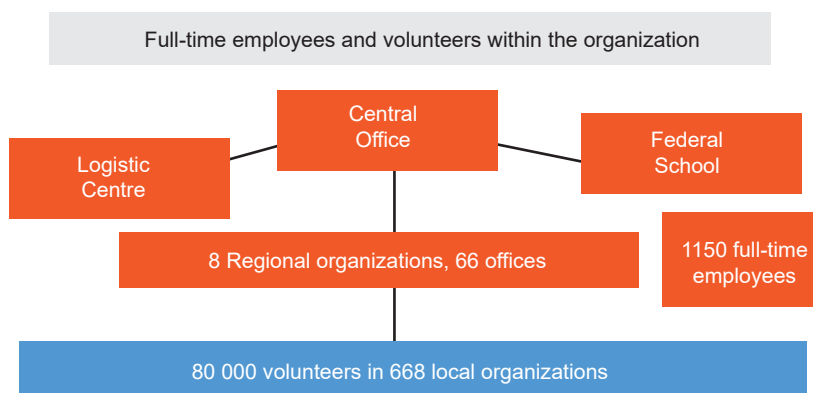 Full-time employees and volunteers within the organization
Central
Office
Logistic
Centre
Federal
School
8 Regional organizations, 66 offices
1150 full-time
employees
80 000 volunteers in 668 local organizations